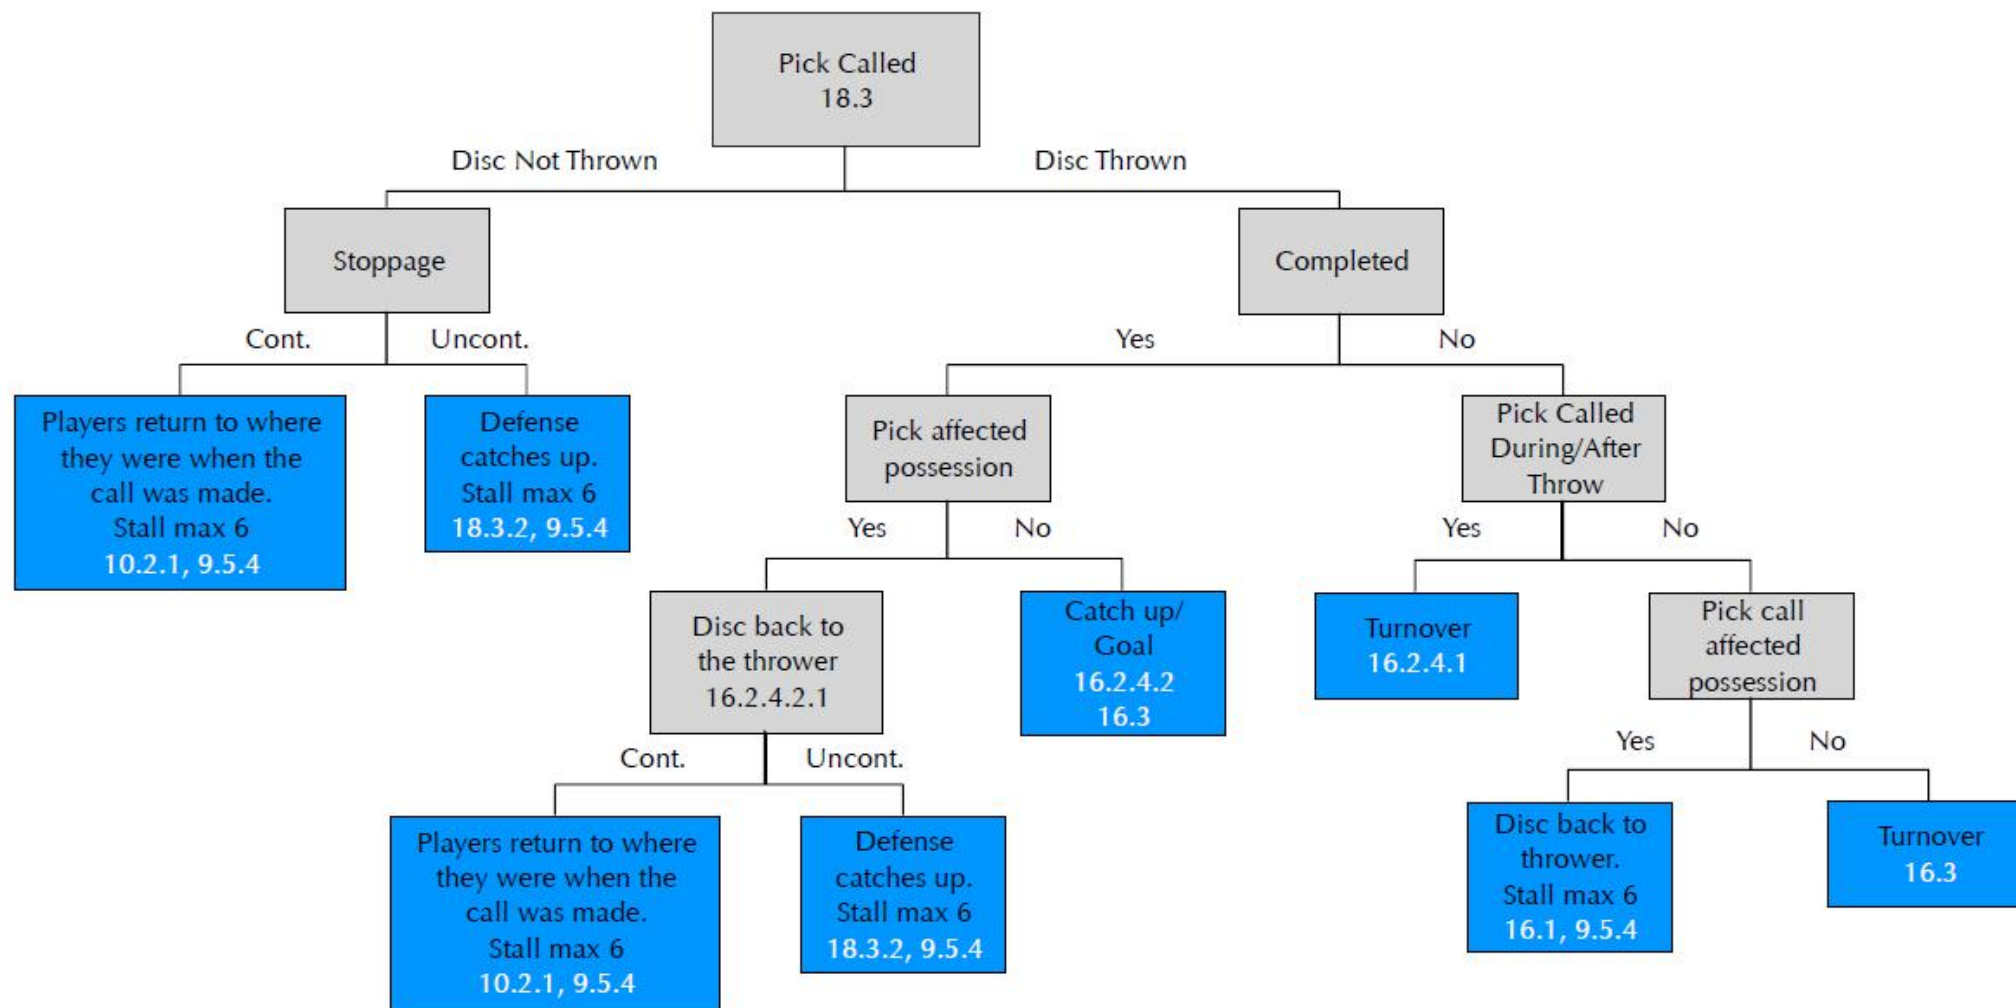 Pick Called
18.3
Disc Not Thrown
Disc Thrown
Stoppage
Completed
Cont.
Uncont.
Yes
No
Players return to where
they were when the
call was made.
Stall max 6
10.2.1, 9.5.4
Defense
catches up.
Stall max 6
18.3.2, 9.5.4
Pick affected
possession
Pick Called
During/After
Throw
Yes
No
Yes
No
Disc back to
the thrower
16.2.4.2.1
Catch up/
Goal
16.2.4.2
16.3
Turnover
16.2.4.1
Pick call
affected
possession
Cont.
Uncont.
Yes
No
Players return to where
they were when the
call was made.
Stall max 6
10.2.1, 9.5.4
Defense
catches up.
Stall max 6
18.3.2, 9.5.4
Disc back to
thrower.
Stall max 6
16.1, 9.5.4
Turnover
16.3